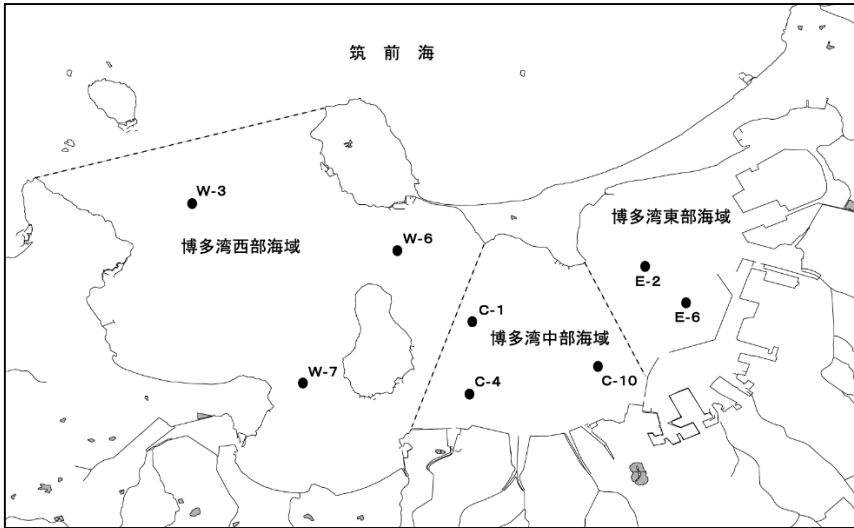 筑前海
W-3
博多湾西部海域
W-6
博多湾東部海域
E-2
E-6
C-1
博多湾中部海域
W-7
C-4
C-10